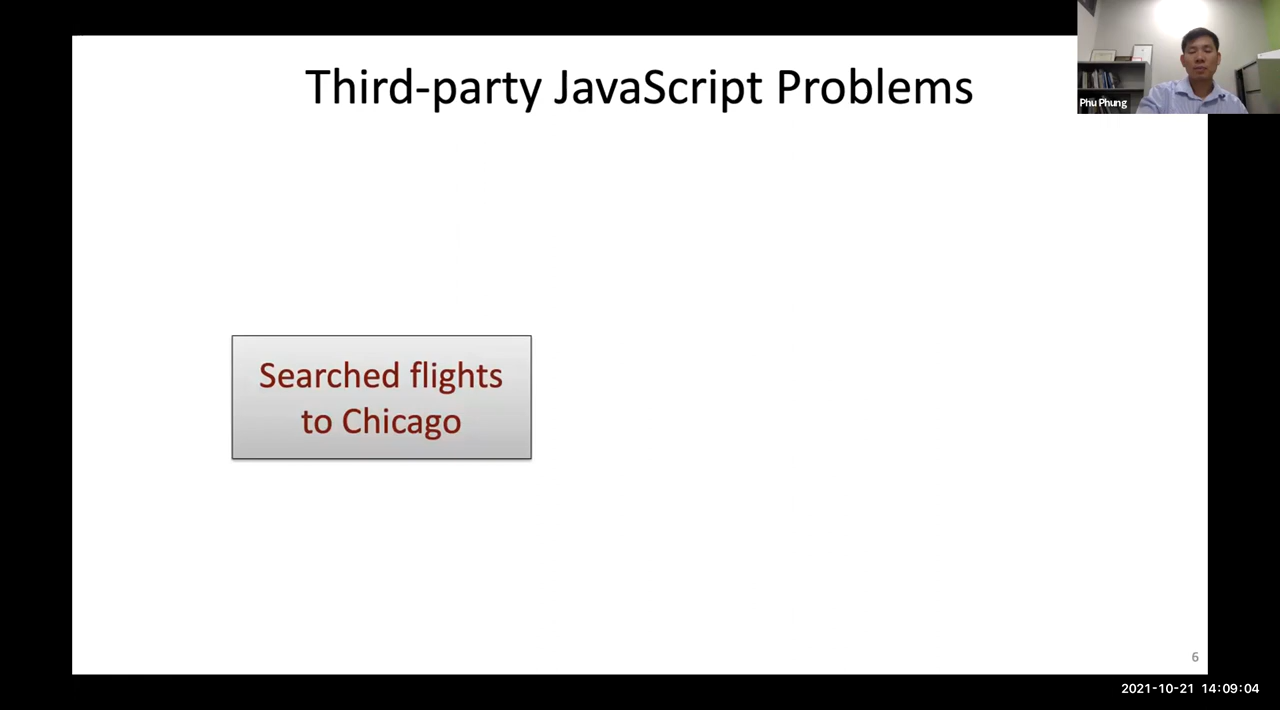 Third-party JavaScript Problems
Phu Phung
Searched flights
to Chicago
6
2021-10-21 14:09:04